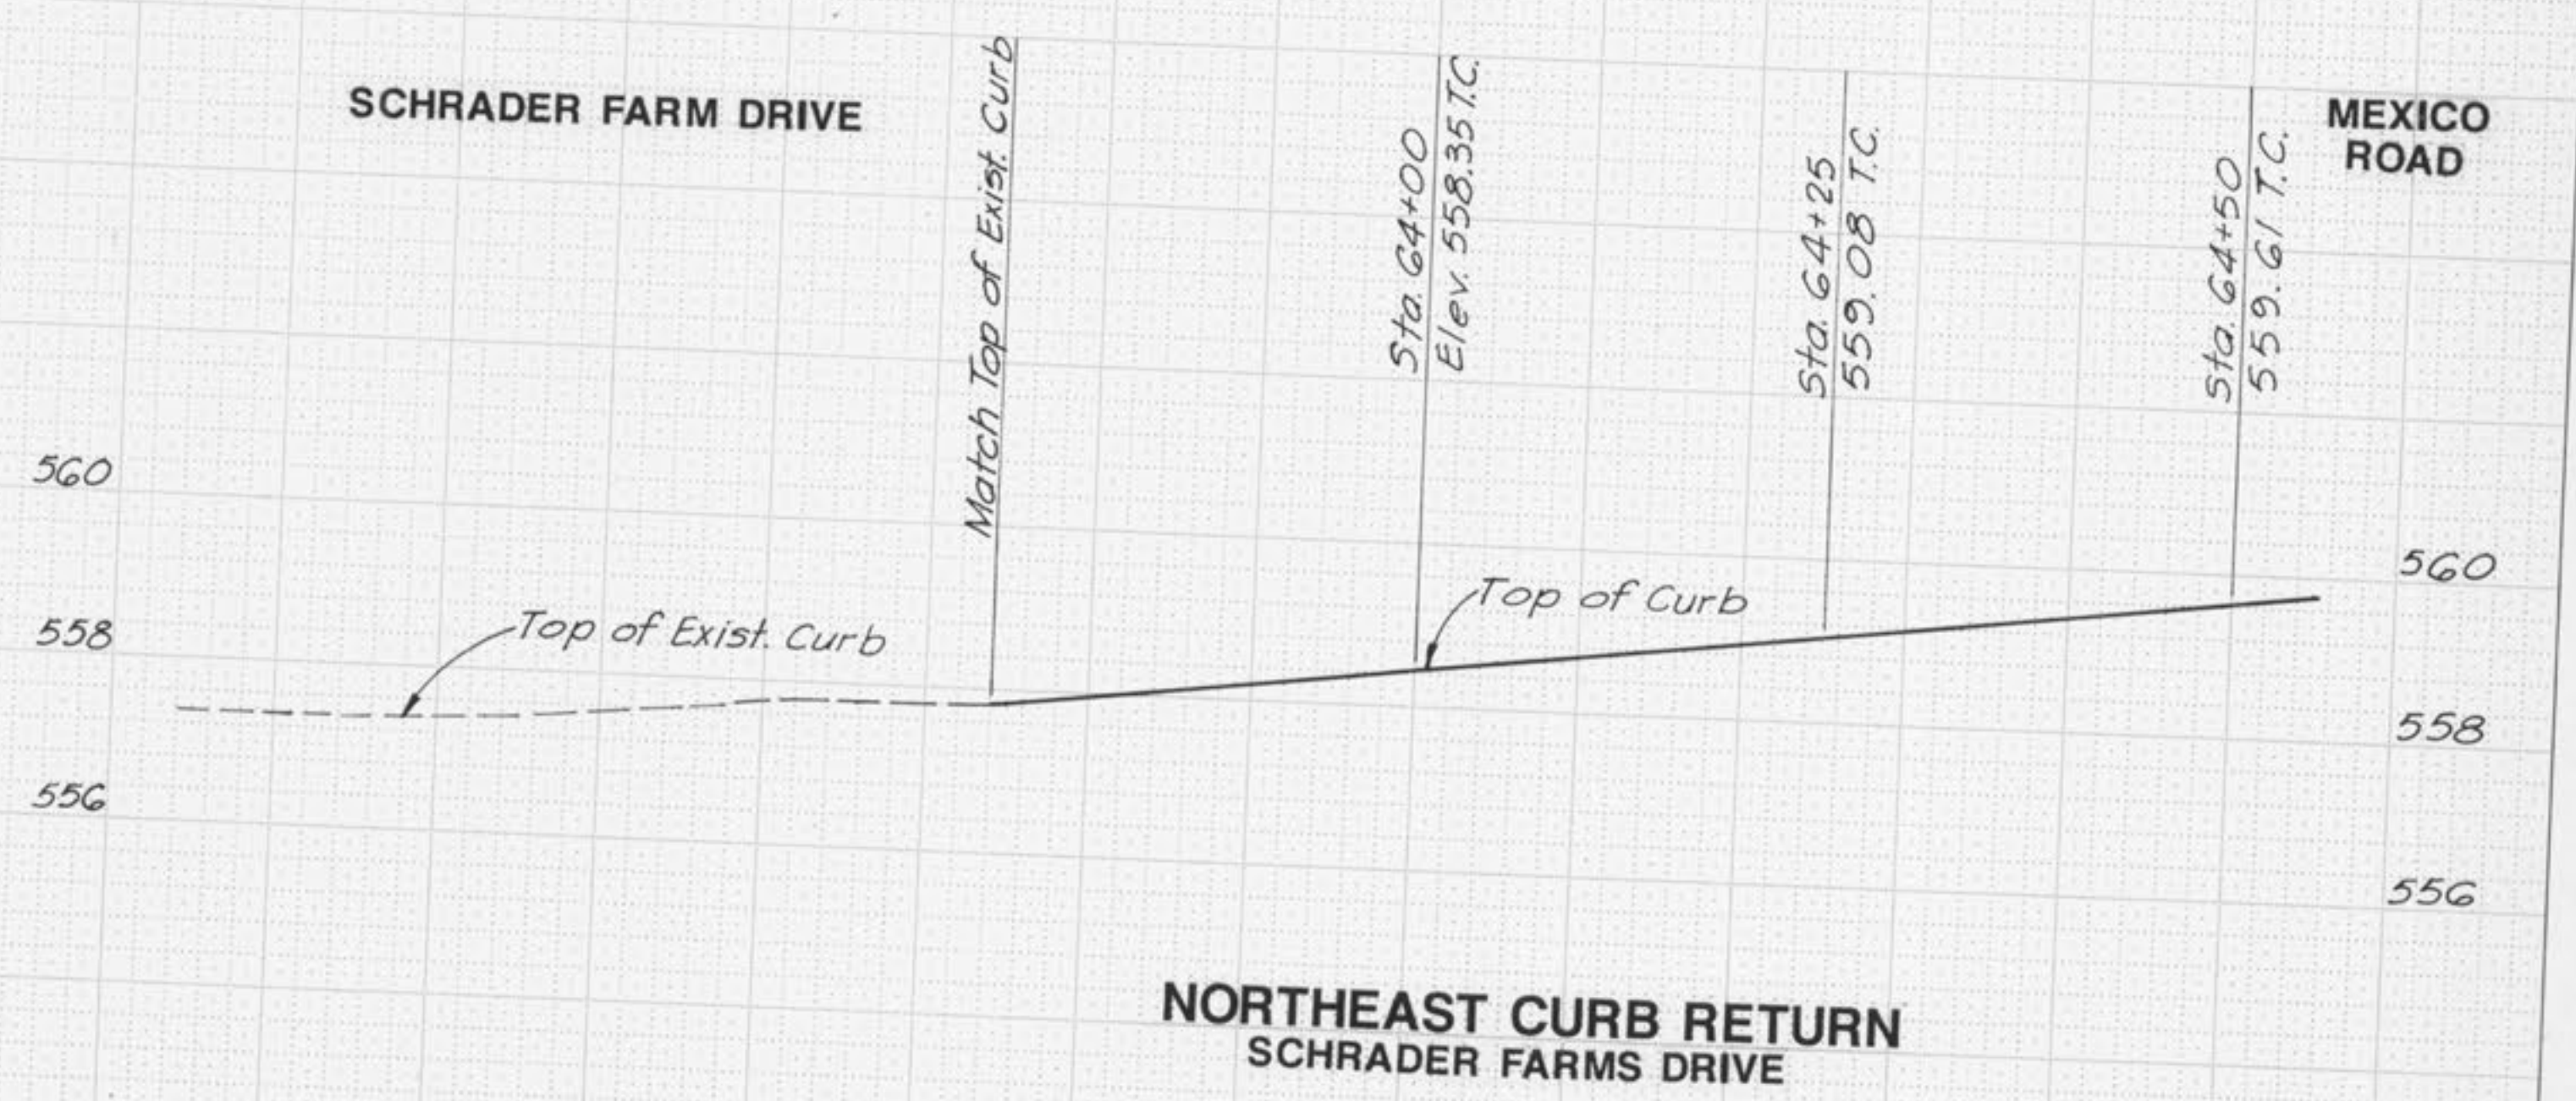 SCHRADER FARM DRIVE
Match Top of Exist. Curb
Sta. 64+00
Elev. 558.35 T.C.
Sta. 64+25
559.08 T.C.
Sta. 64+50
559.61 T.C.
MEXICO
ROAD
560
558
556
Top of Exist. Curb
Top of Curb
560
558
556
NORTHEAST CURB RETURN
SCHRADER FARMS DRIVE